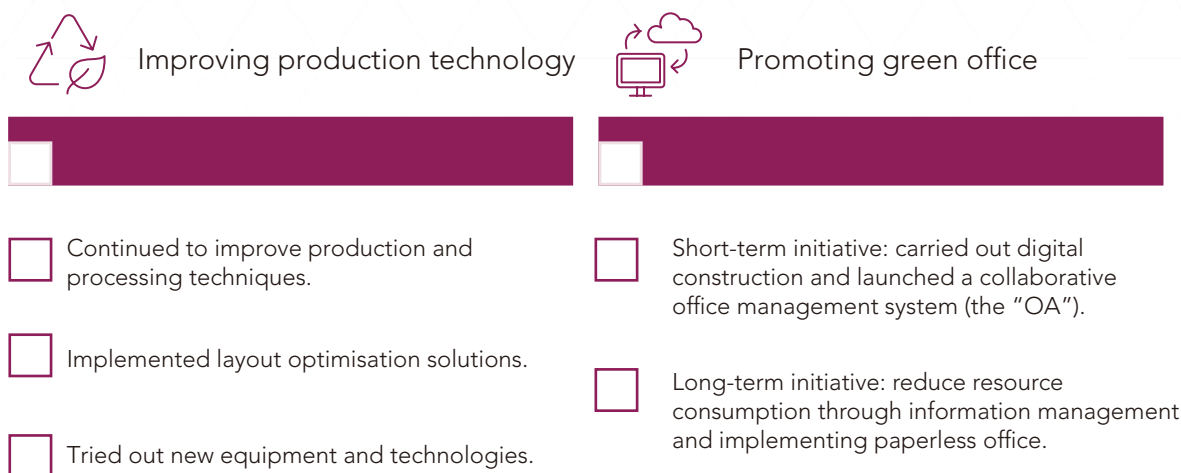 Improving production technology
Continued to improve production and
processing techniques.
Implemented layout optimisation solutions.
Tried out new equipment and technologies.
Promoting green office
Short-term initiative: carried out digital
construction and launched a collaborative
office management system (the “OA”).
Long-term initiative: reduce resource
consumption through information management
and implementing paperless office.